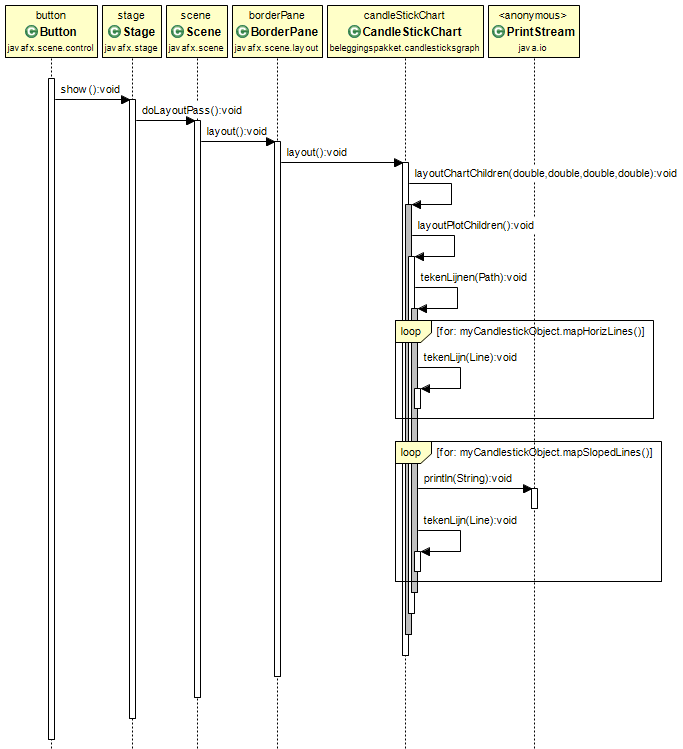 button
C Button
javafx.scene.control
stage
C Stage
javafx.stage
scene
C Scene
javafx.scene
borderPane
C BorderPane
javafx.scene.layout
candleStickChart
C CandleStickChart
beleggingspakket.candlesticksgraph
<anonymous>
C PrintStream
java.io
show():void
doLayoutPass():void
layout():void
layout():void
layoutChartChildren(double,double,double,double):void
layoutPlotChildren():void
tekenLijnen(Path):void
loop [for: myCandlestickObject.mapHorizLines()]
tekenLijn(Line):void
loop [for: myCandlestickObject.mapSlopedLines()]
println(String):void
tekenLijn(Line):void